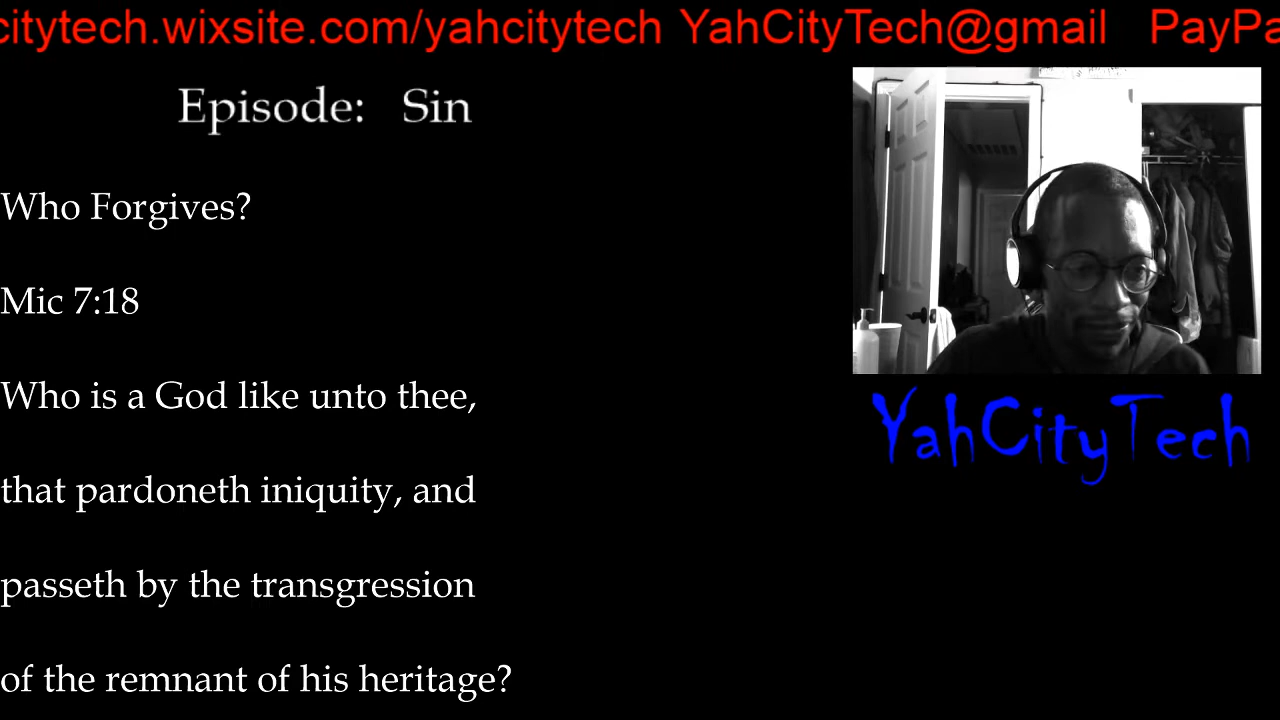 citytech.wixsite.com/yahcitytech YahCityTech@gmail PayPa
Episode: Sin
Who Forgives?
Mic 7:18
Who is a God like unto thee,
that pardoneth iniquity, and
passeth by the transgression
of the remnant of his heritage?
YahCityTech